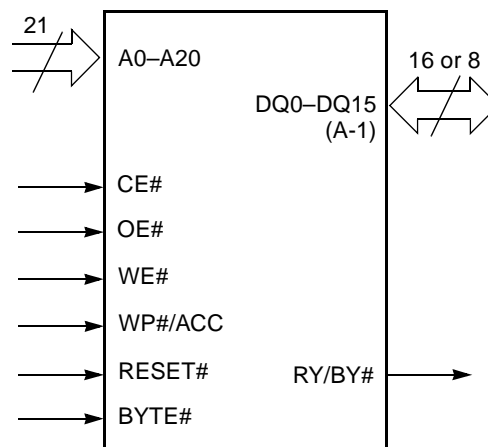 21
A0–A20
16 or 8
DQ0–DQ15
(A-1)
CE#
OE#
WE#
WP#/ACC
RESET#
RY/BY#
BYTE#